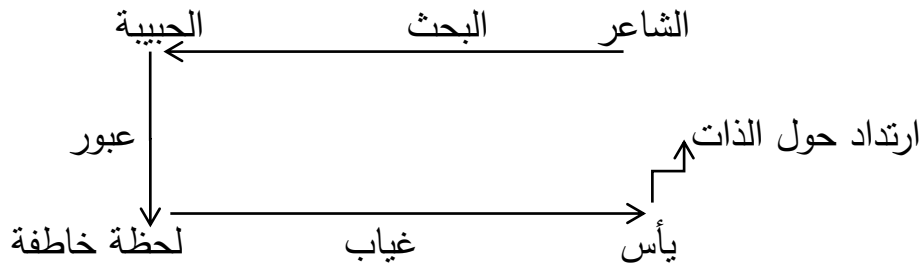 الشاعر البحث الحبيبة
عبور ارتداد حول الذات
يأس غياب لحظة خاطفة